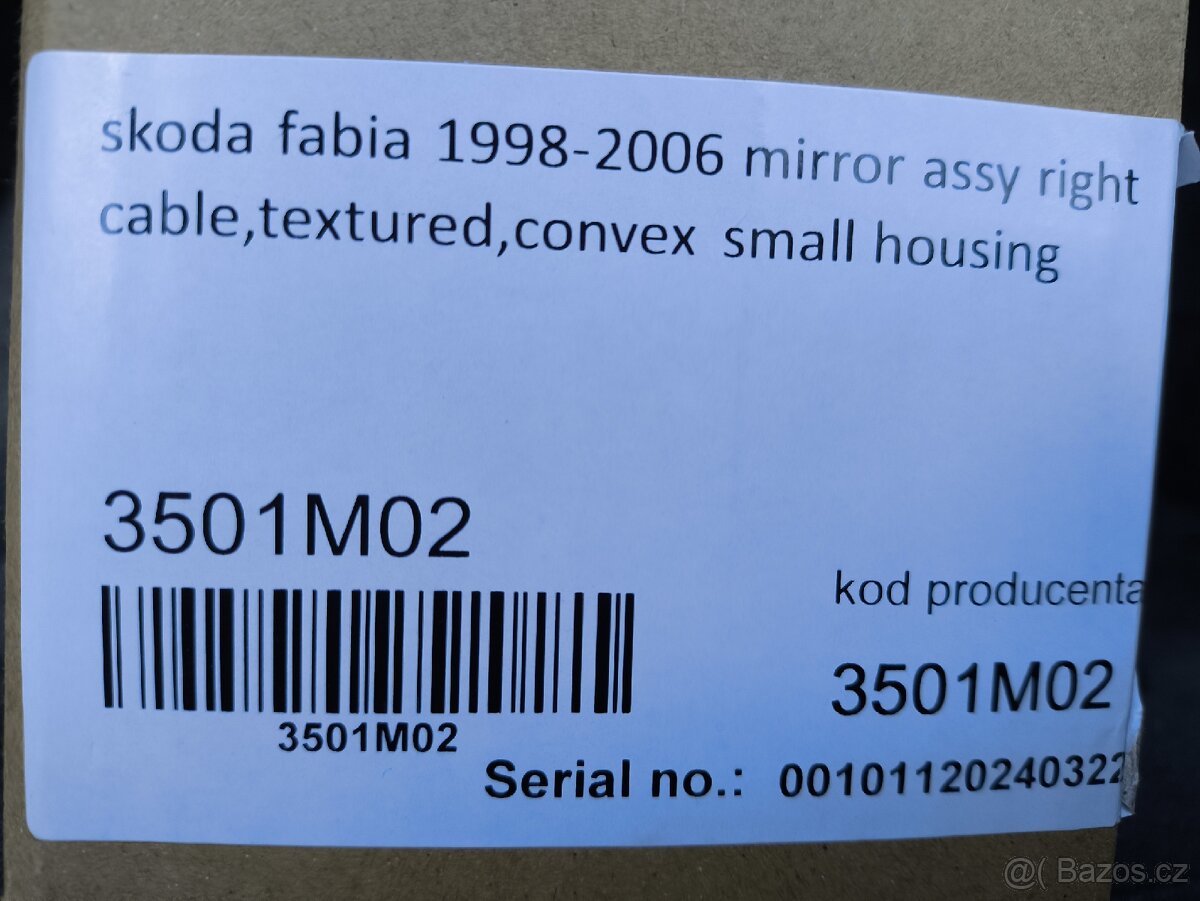 skoda fabia 1998-2006 mirror assy right
cable,textured,convex small housing
3501M02
3501M02
kod producenta
3501M02
Serial no.: 00101120240322
@( Bazos.cz